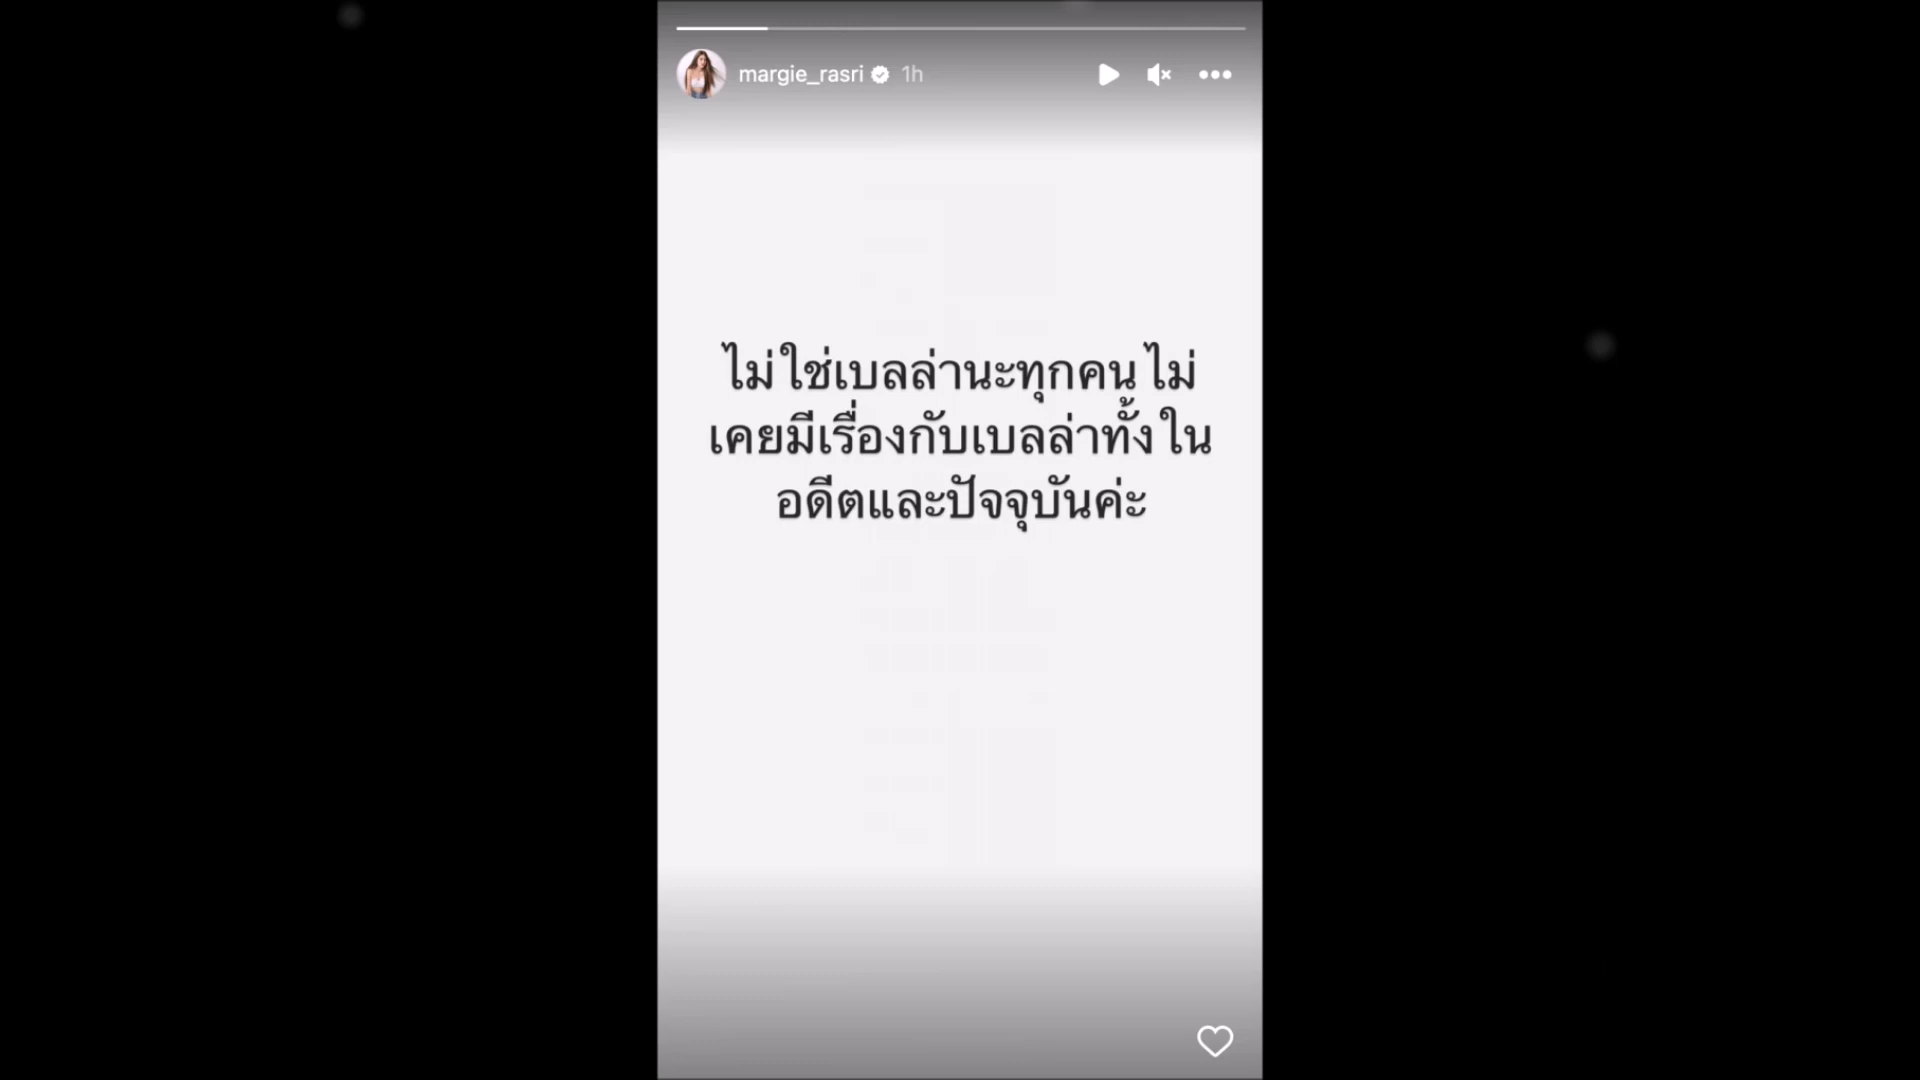 margie_rasri 1h
ไม่ใช่เบลล่านะทุกคน ไม่
เคยมีเรื่องกับเบลล่าทั้งใน
อดีตและปัจจุบันค่ะ